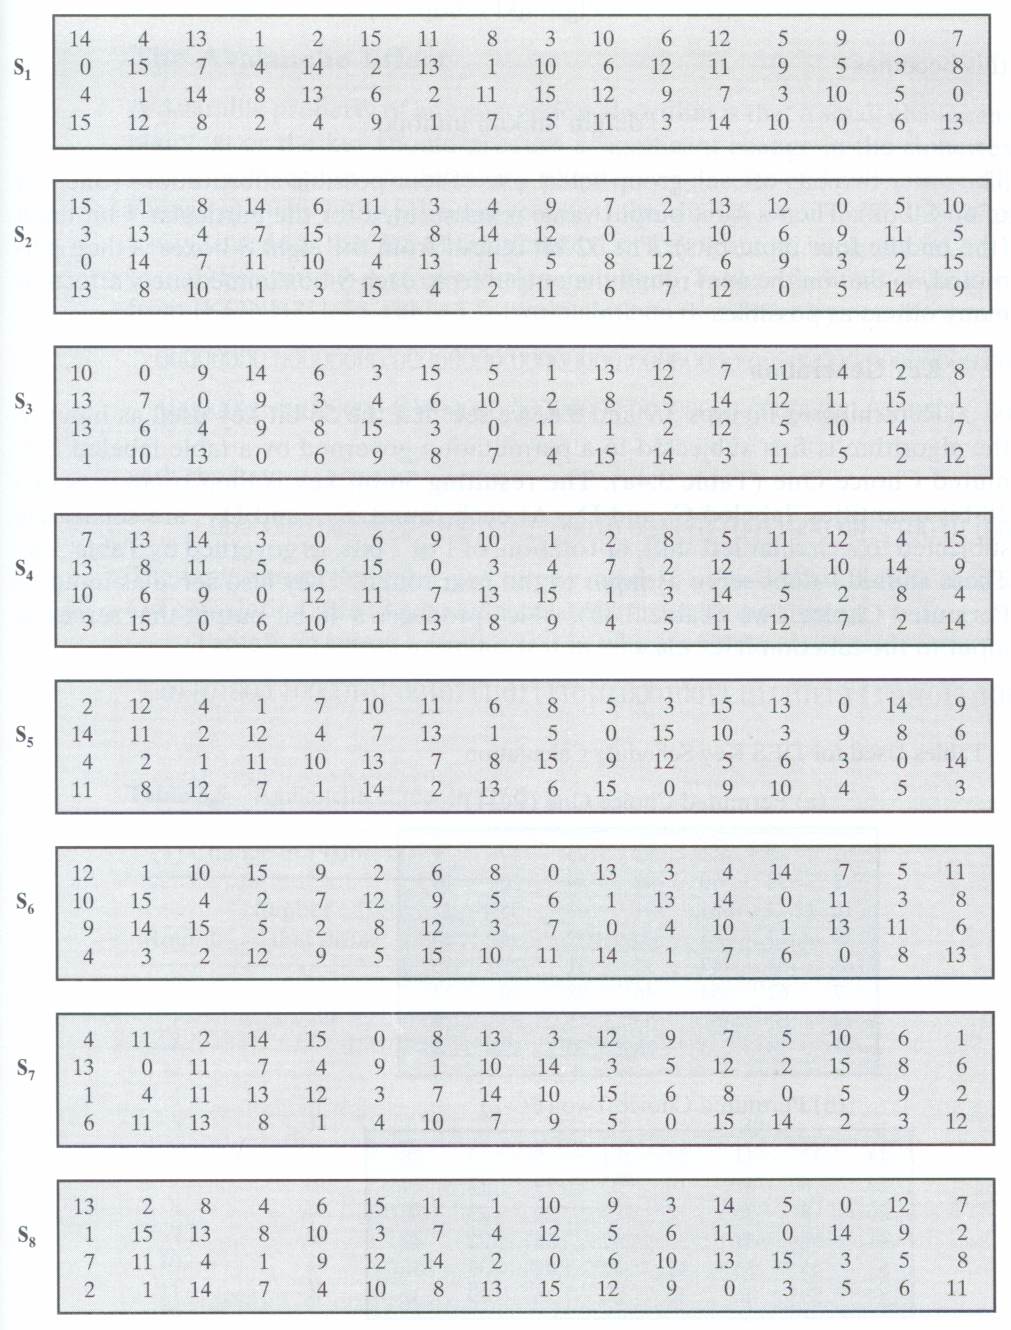 S₁
14 4 13 1 2 15 11 8 3 10 6 12 5 9 0 7
0 15 7 4 14 2 13 1 10 6 12 11 9 5 3 8
4 1 14 8 13 6 2 11 15 12 9 7 3 10 5 0
15 12 8 2 4 9 1 7 5 11 3 14 10 0 6 13
S₂
15 1 8 14 6 11 3 4 9 7 2 13 12 0 5 10
3 13 4 7 15 2 8 14 12 0 1 10 6 9 11 5
0 14 7 11 10 4 13 1 5 8 12 6 9 3 2 15
13 8 10 1 3 15 4 2 11 6 7 12 0 5 14 9
S₃
10 0 9 14 6 3 15 5 1 13 12 7 11 4 2 8
13 7 0 9 3 4 6 10 2 8 5 14 12 11 15 1
13 6 4 9 8 15 3 0 11 1 2 12 5 10 14 7
1 10 13 0 6 9 8 7 4 15 14 3 11 5 2 12
S₄
7 13 14 3 0 6 9 10 1 2 8 5 11 12 4 15
13 8 11 5 6 15 0 3 4 7 2 12 1 10 14 9
10 6 9 0 12 11 7 13 15 1 3 14 5 2 8 4
3 15 0 6 10 1 13 8 9 4 5 11 12 7 2 14
S₅
2 12 4 1 7 10 11 6 8 5 3 15 13 0 14 9
14 11 2 12 4 7 13 1 5 0 15 10 3 9 8 6
4 2 1 11 10 13 7 8 15 9 12 5 6 3 0 14
11 8 12 7 1 14 2 13 6 15 0 9 10 4 5 3
S₆
12 1 10 15 9 2 6 8 0 13 3 4 14 7 5 11
10 15 4 2 7 12 9 5 6 1 13 14 0 11 3 8
9 14 15 5 2 8 12 3 7 0 4 10 1 13 11 6
4 3 2 12 9 5 15 10 11 14 1 7 6 0 8 13
S₇
4 11 2 14 15 0 8 13 3 12 9 7 5 10 6 1
13 0 11 7 4 9 1 10 14 3 5 12 2 15 8 6
1 4 11 13 12 3 7 14 10 15 6 8 0 5 9 2
6 11 13 8 1 4 10 7 9 5 0 15 14 2 3 12
S₈
13 2 8 4 6 15 11 1 10 9 3 14 5 0 12 7
1 15 13 8 10 3 7 4 12 5 6 11 0 14 9 2
7 11 4 1 9 12 14 2 0 6 10 13 15 3 5 8
2 1 14 7 4 10 8 13 15 12 9 0 3 5 6 11